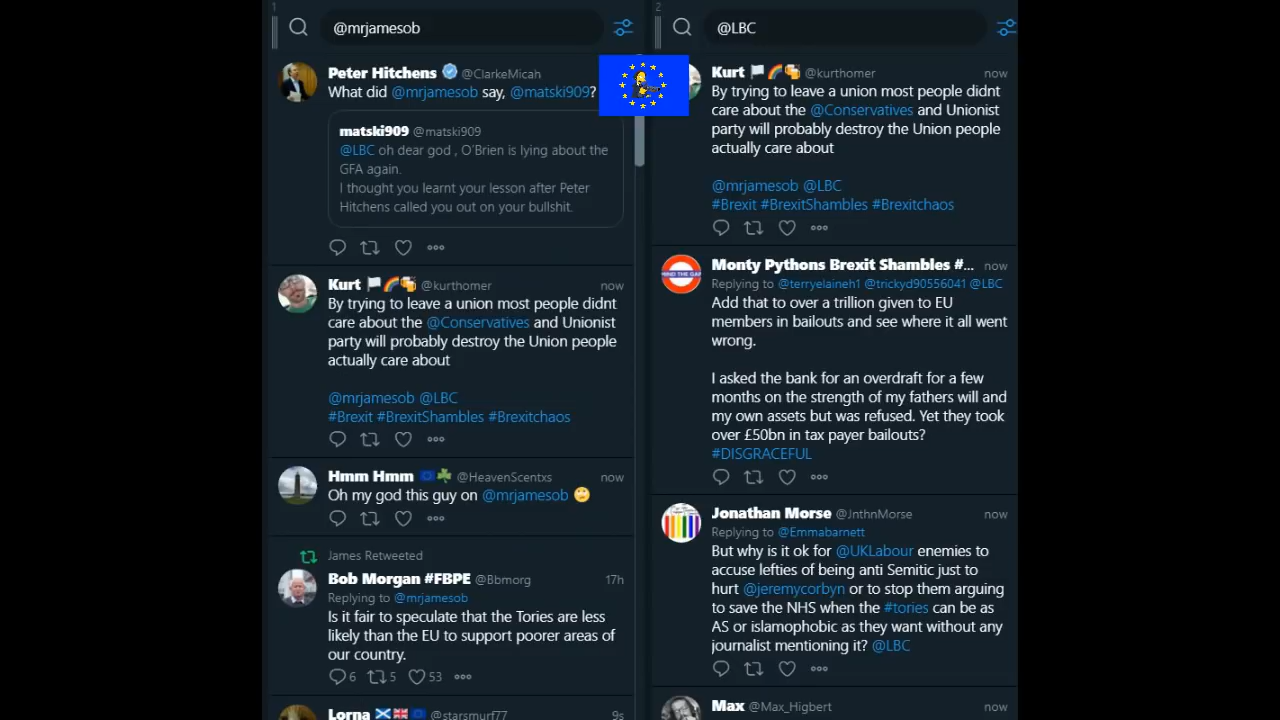 1
@mrjamesob
Peter Hitchens @ClarkeMicah
What did @mrjamesob say, @matski909?
matski909 @matski909
@LBC oh dear god , O'Brien is lying about the
GFA again.
I thought you learnt your lesson after Peter
Hitchens called you out on your bullshit.
Kurt @kurthomer now
By trying to leave a union most people didnt
care about the @Conservatives and Unionist
party will probably destroy the Union people
actually care about
@mrjamesob @LBC
#Brexit #BrexitShambles #Brexitchaos
Hmm Hmm @HeavenScentxs now
Oh my god this guy on @mrjamesob
James Retweeted
Bob Morgan #FBPE @Bbmorg 17h
Replying to @mrjamesob
Is it fair to speculate that the Tories are less
likely than the EU to support poorer areas of
our country.
6 5 53
Lorna @starsmurf77 9s
2
@LBC
Kurt @kurthomer now
By trying to leave a union most people didnt
care about the @Conservatives and Unionist
party will probably destroy the Union people
actually care about
@mrjamesob @LBC
#Brexit #BrexitShambles #Brexitchaos
MIND THE GAP
Monty Pythons Brexit Shambles #... now
Replying to @terryelaineh1 @trickyd90556041 @LBC
Add that to over a trillion given to EU
members in bailouts and see where it all went
wrong.
I asked the bank for an overdraft for a few
months on the strength of my fathers will and
my own assets but was refused. Yet they took
over £50bn in tax payer bailouts?
#DISGRACEFUL
Jonathan Morse @JnthnMorse now
Replying to @Emmabarnett
But why is it ok for @UKLabour enemies to
accuse lefties of being anti Semitic just to
hurt @jeremycorbyn or to stop them arguing
to save the NHS when the #tories can be as
AS or islamophobic as they want without any
journalist mentioning it? @LBC
Max @Max_Higbert now